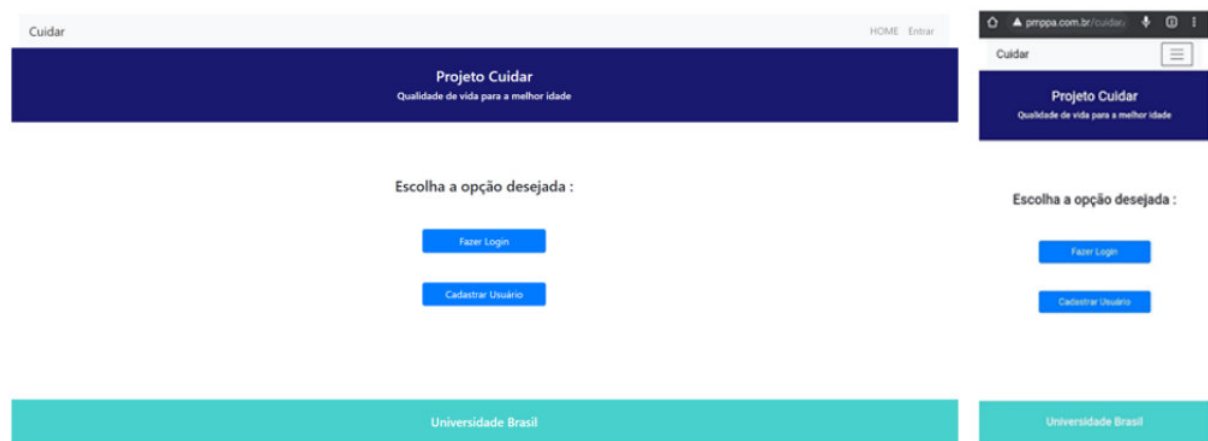 Cuidar
HOME Entrar
Projeto Cuidar
Qualidade de vida para a melhor idade
Escolha a opção desejada :
Fazer Login
Cadastrar Usuário
Universidade Brasil
pmppa.com.br/cuidar
Cuidar
Projeto Cuidar
Qualidade de vida para a melhor idade
Escolha a opção desejada :
Fazer Login
Cadastrar Usuário
Universidade Brasil